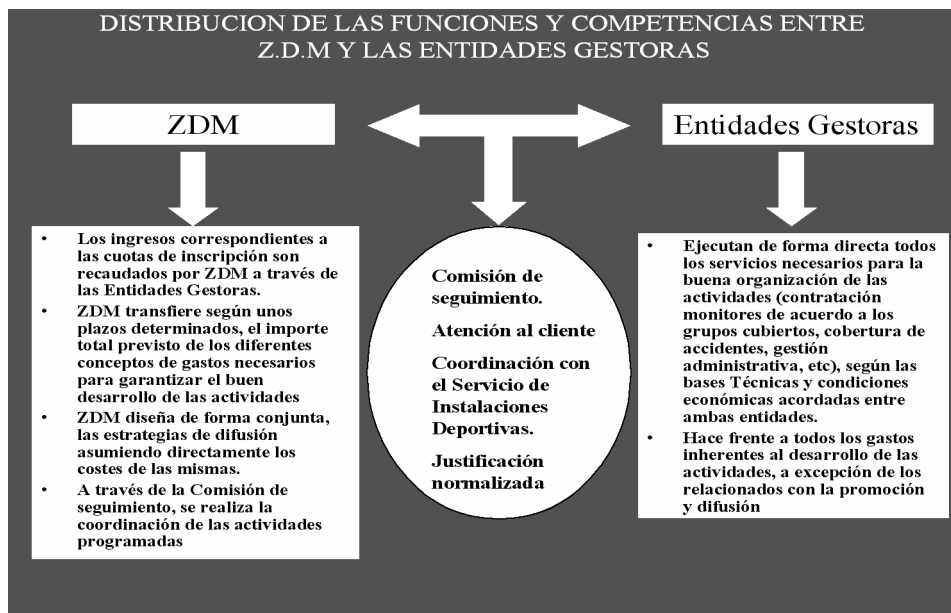 DISTRIBUCION DE LAS FUNCIONES Y COMPETENCIAS ENTRE
Z.D.M Y LAS ENTIDADES GESTORAS
ZDM
Entidades Gestoras
• Los ingresos correspondientes a
las cuotas de inscripción son
recaudados por ZDM a través de
las Entidades Gestoras.
• ZDM transfiere según unos
plazos determinados, el importe
total previsto de los diferentes
conceptos de gastos necesarios
para garantizar el buen
desarrollo de las actividades
• ZDM diseña de forma conjunta,
las estrategias de difusión
asumiendo directamente los
costes de las mismas.
• A través de la Comisión de
seguimiento, se realiza la
coordinación de las actividades
programadas
Comisión de
seguimiento.
Atención al cliente
Coordinación con
el Servicio de
Instalaciones
Deportivas.
Justificación
normalizada
• Ejecutan de forma directa todos
los servicios necesarios para la
buena organización de las
actividades (contratación
monitores de acuerdo a los
grupos cubiertos, cobertura de
accidentes, gestión
administrativa, etc), según las
bases Técnicas y condiciones
económicas acordadas entre
ambas entidades.
• Hace frente a todos los gastos
inherentes al desarrollo de las
actividades, a excepción de los
relacionados con la promoción
y difusión